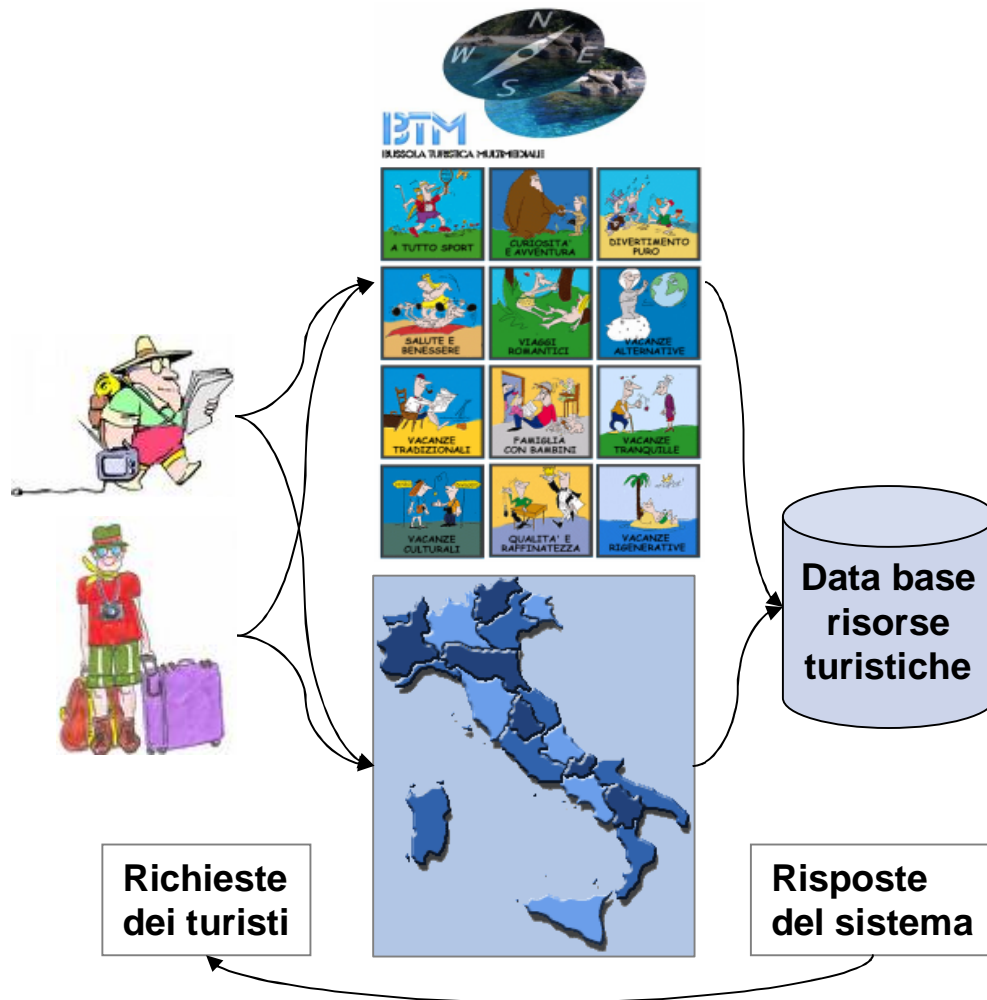 N
W
E
S
BTM
BUSSOLA TURISTICA MULTIMEDIALE
A TUTTO SPORT
CURIOSITA'
E AVVENTURA
DIVERTIMENTO
PURO
SALUTE E
BENESSERE
VIAGGI
ROMANTICI
VACANZE
ALTERNATIVE
VACANZE
TRADIZIONALI
FAMIGLIA
CON BAMBINI
VACANZE
TRANQUILLE
VACANZE
CULTURALI
QUALITA' E
RAFFINATEZZA
VACANZE
RIGENERATIVE
Data base
risorse
turistiche
Richieste
dei turisti
Risposte
del sistema